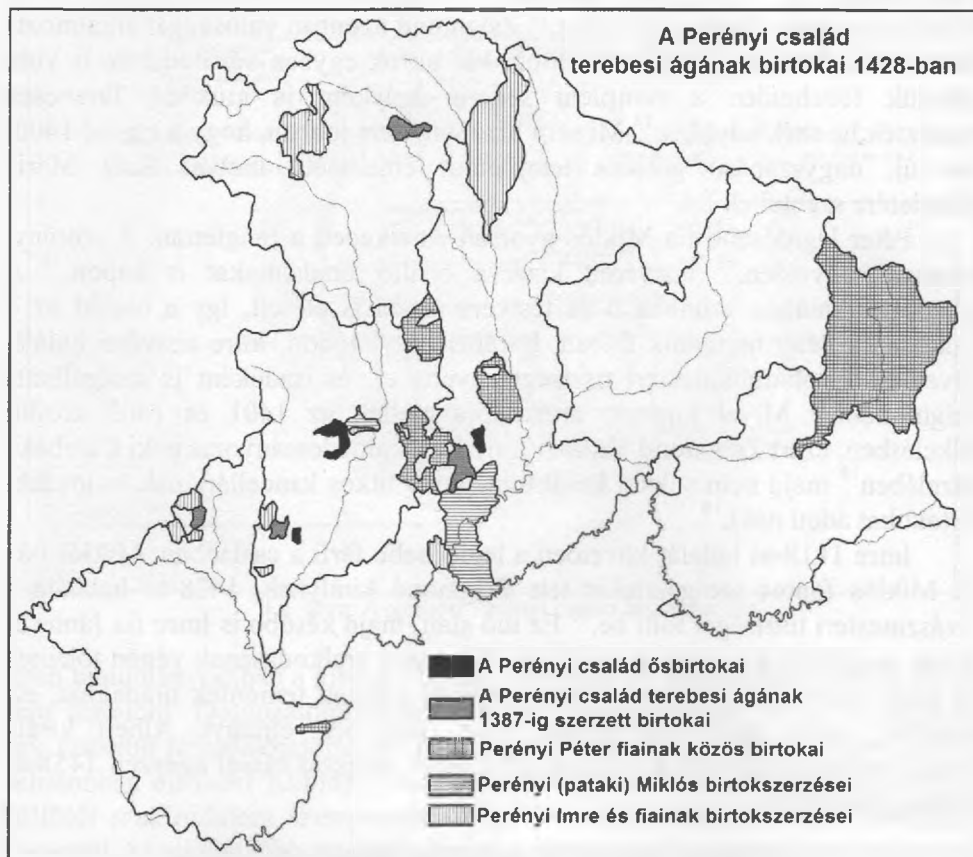 A Perényi család
terebesi ágának birtokai 1428-ban
A Perényi család ősbirtokai
A Perényi család terebesi ágának
1387-ig szerzett birtokai
Perényi Péter fiainak közös birtokai
Perényi (pataki) Miklós birtokszerzései
Perényi Imre és fiainak birtokszerzései